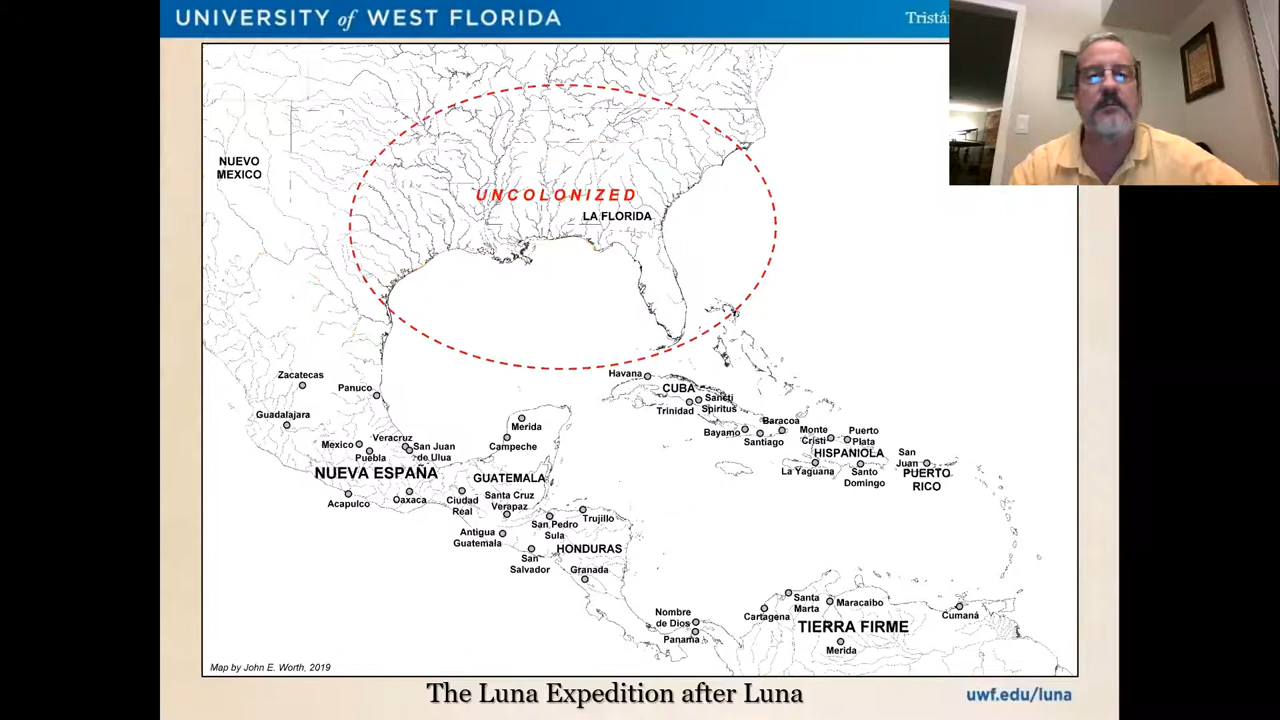 UNIVERSITY of WEST FLORIDA
Tristán
NUEVO
MEXICO
UNCOLONIZED
LA FLORIDA
Zacatecas
Panuco
Guadalajara
Mexico
Veracruz
San Juan
de Ulua
Puebla
NUEVA ESPAÑA
Acapulco
Oaxaca
Merida
Campeche
GUATEMALA
Ciudad
Real
Santa Cruz
Verapaz
Antigua
Guatemala
San Pedro
Sula
Trujillo
San
Salvador
HONDURAS
Granada
Havana
CUBA
Trinidad
Sancti
Spiritus
Bayamo
Santiago
Baracoa
Monte
Cristi
Puerto
Plata
HISPANIOLA
La Yaguana
Santo
Domingo
San
Juan
PUERTO
RICO
Nombre
de Dios
Panama
Cartagena
Santa
Marta
Maracaibo
Cumaná
TIERRA FIRME
Merida
Map by John E. Worth, 2019
The Luna Expedition after Luna
uwf.edu/luna